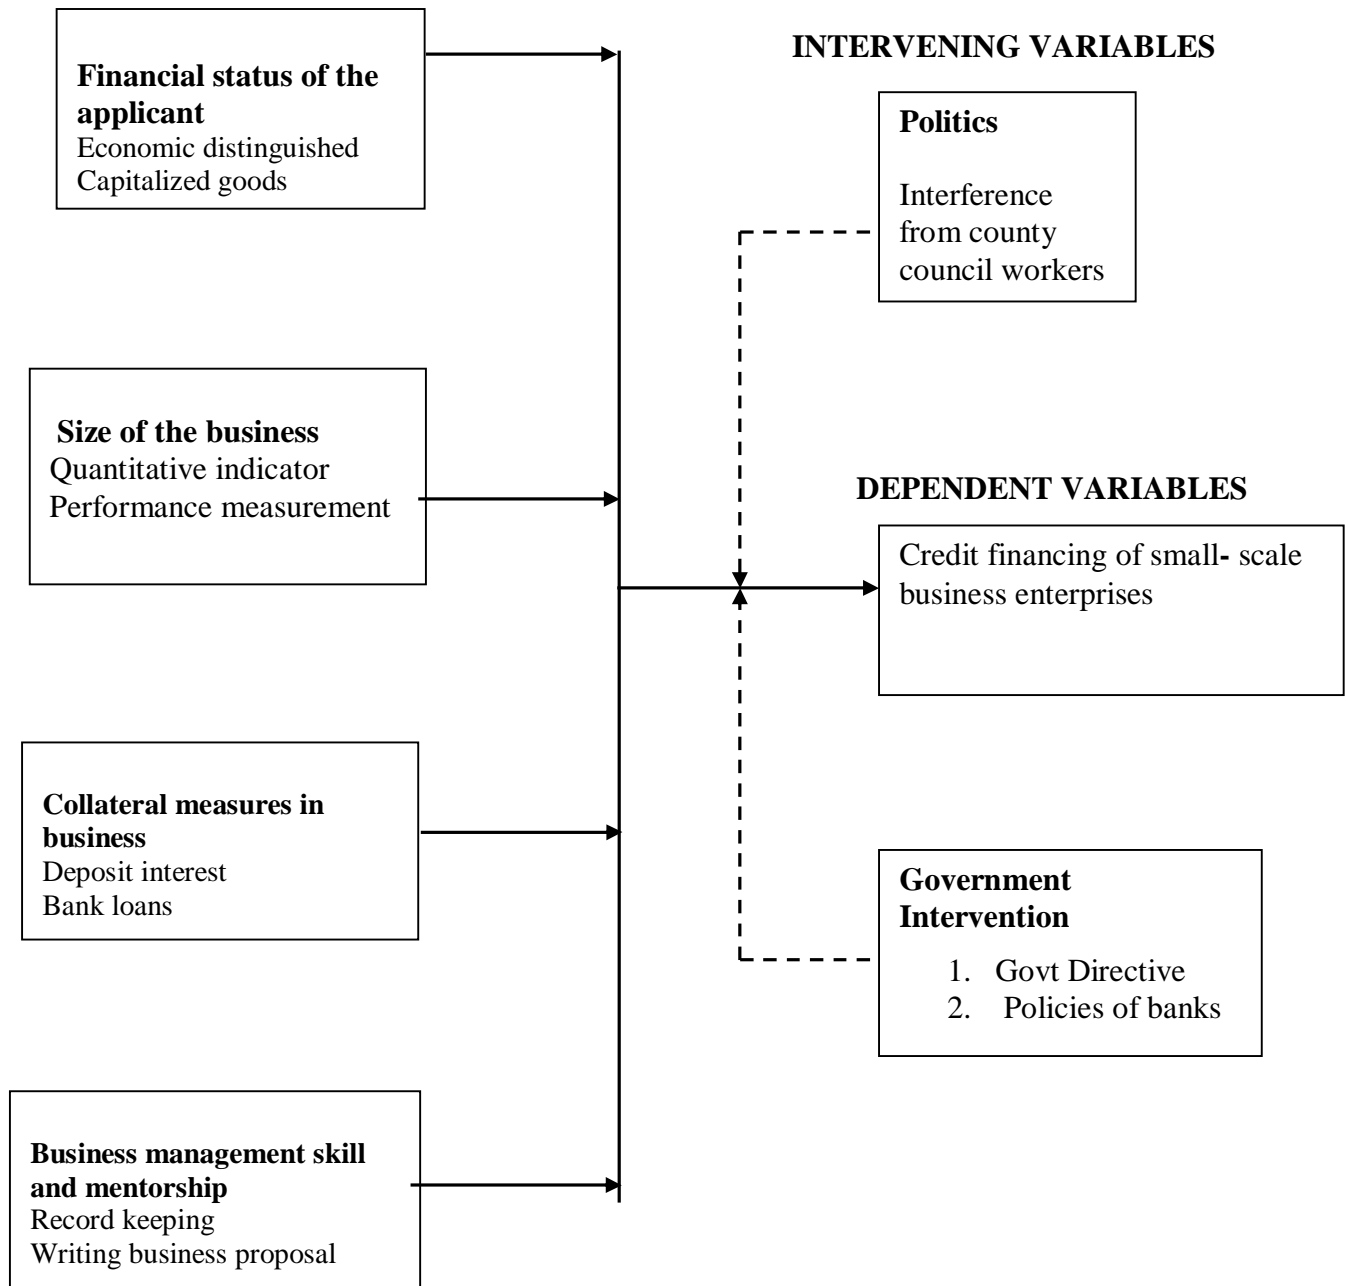 Financial status of the
applicant
Economic distinguished
Capitalized goods
Size of the business
Quantitative indicator
Performance measurement
Collateral measures in
business
Deposit interest
Bank loans
Business management skill
and mentorship
Record keeping
Writing business proposal
INTERVENING VARIABLES
Politics
Interference
from county
council workers
DEPENDENT VARIABLES
Credit financing of small- scale
business enterprises
Government
Intervention
1. Govt Directive
2. Policies of banks